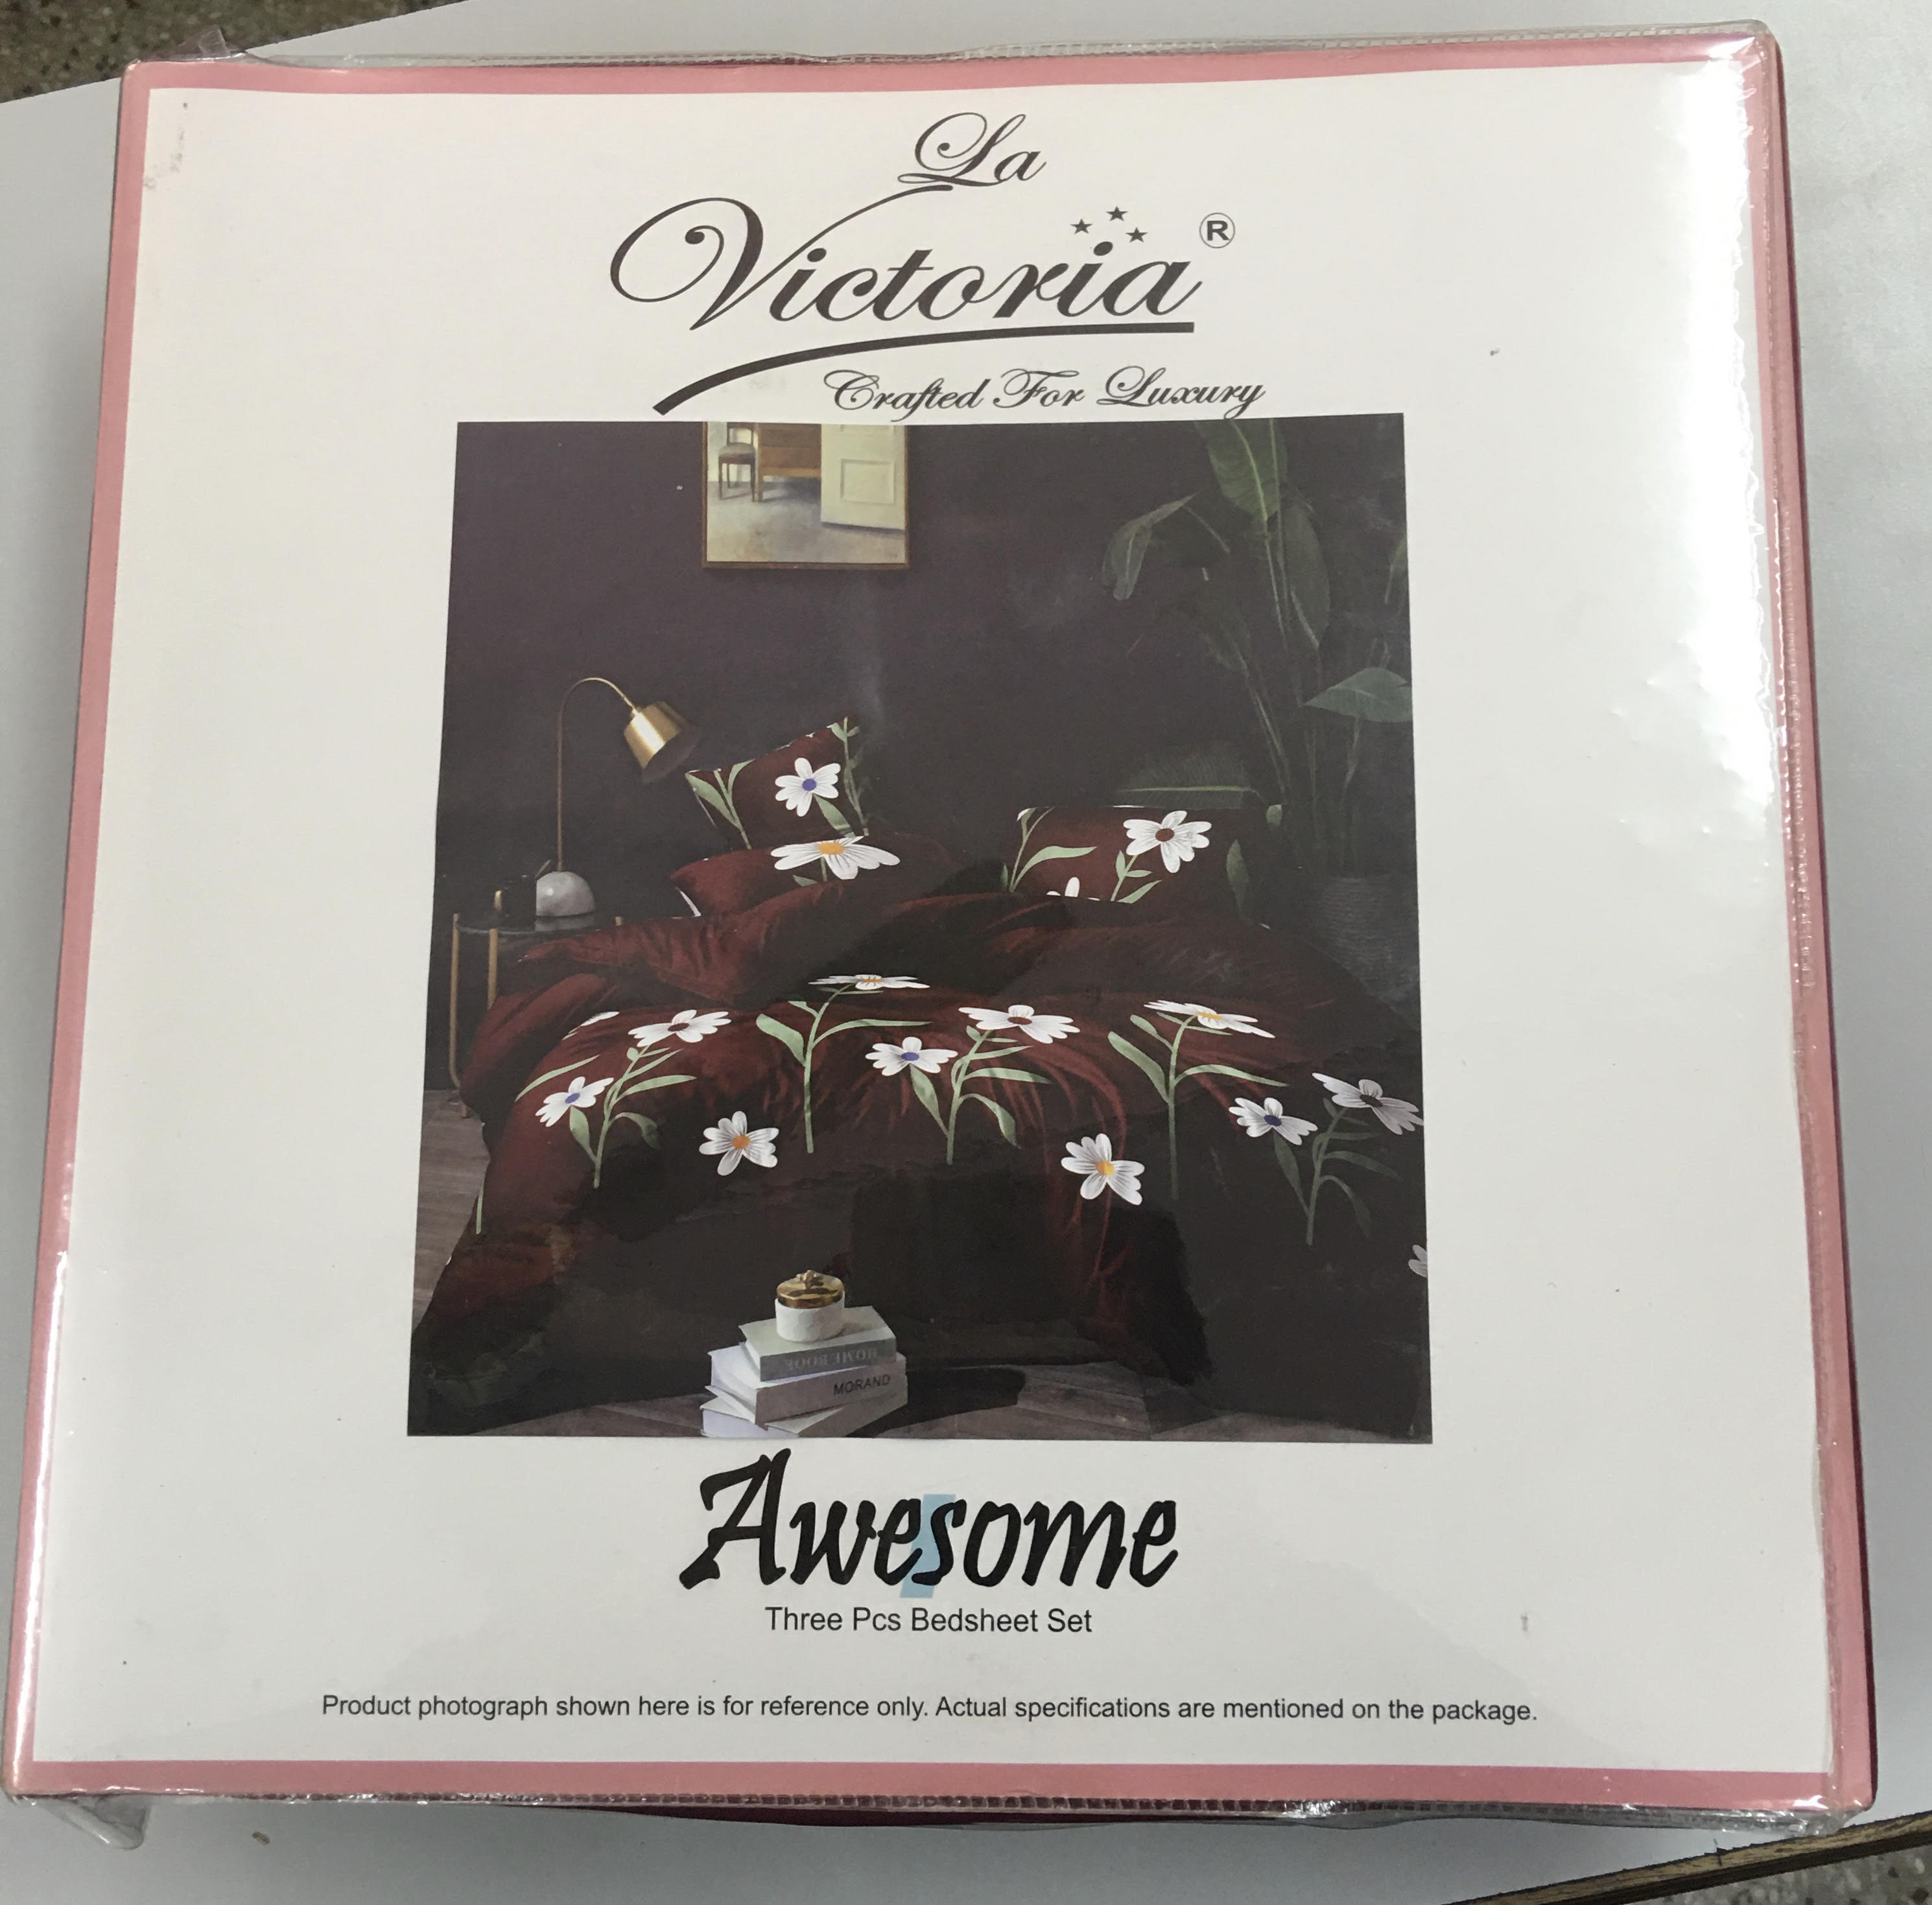 La
Victoria ®
Crafted For Luxury
HOMEBOOK
MORAND
Awesome
Three Pcs Bedsheet Set
Product photograph shown here is for reference only. Actual specifications are mentioned on the package.